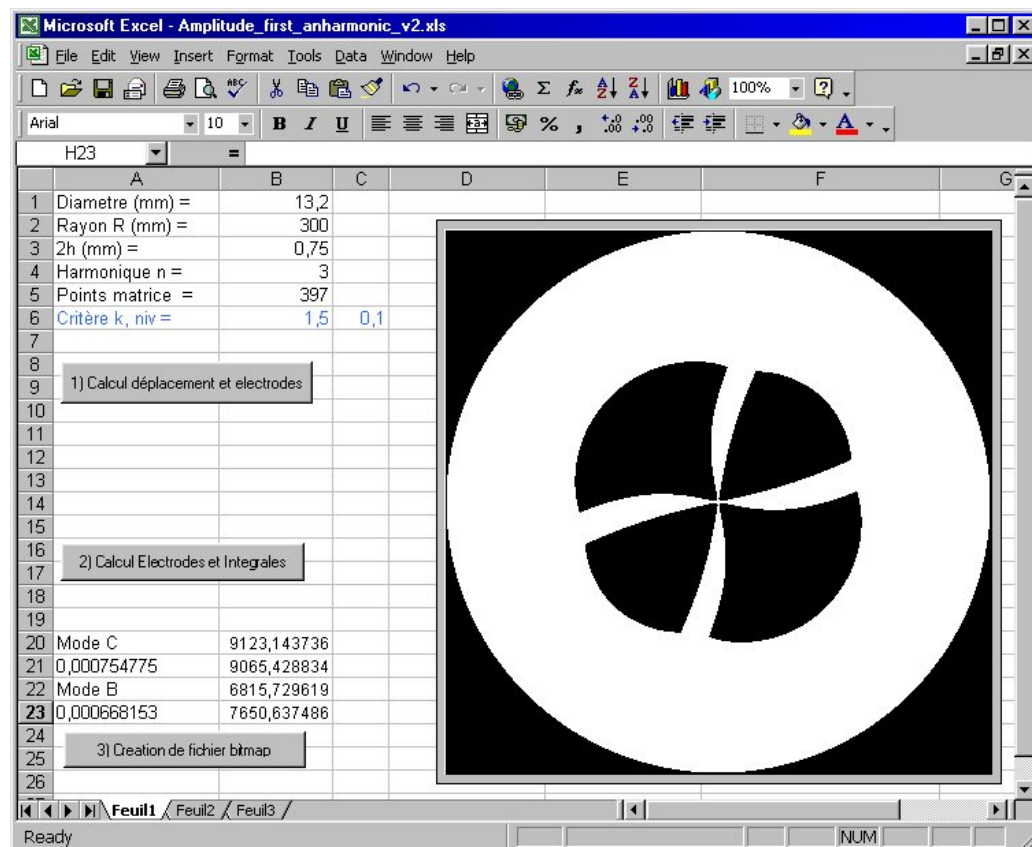 Microsoft Excel - Amplitude_first_anharmonic_v2.xls
File Edit View Insert Format Tools Data Window Help
ABC 100%
Arial 10 B I U % ,
H23 =
A B C D E F G
1 Diametre (mm) = 13,2
2 Rayon R (mm) = 300
3 2h (mm) = 0,75
4 Harmonique n = 3
5 Points matrice = 397
6 Critère k, niv = 1,5 0,1
7
8
9
1) Calcul déplacement et electrodes
10
11
12
13
14
15
16
17
2) Calcul Electrodes et Integrales
18
19
20 Mode C 9123,143736
21 0,000754775 9065,428834
22 Mode B 6815,729619
23 0,000668153 7650,637486
24
25
3) Creation de fichier bitmap
26
Feuil1 Feuil2 Feuil3
Ready NUM